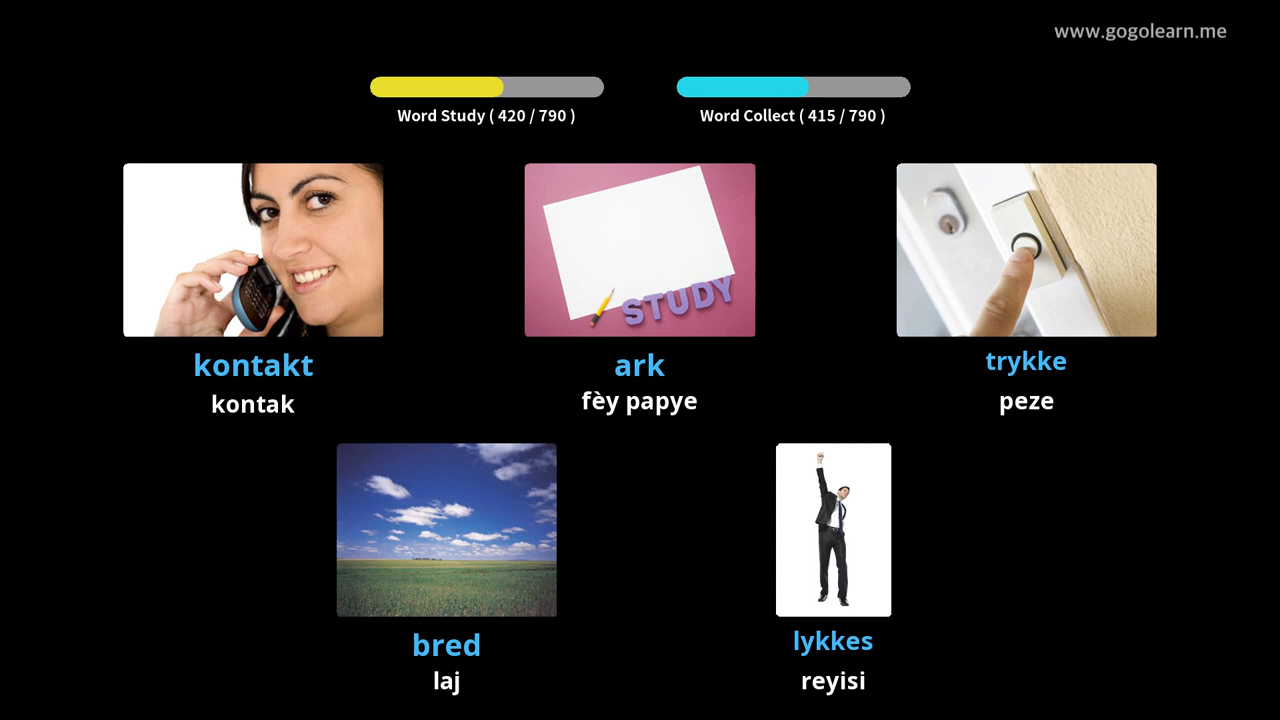 www.gogolearn.me
Word Study ( 420 / 790 )
Word Collect ( 415 / 790 )
STUDY
kontakt
kontak
ark
fèy papye
trykke
peze
bred
laj
lykkes
reyisi